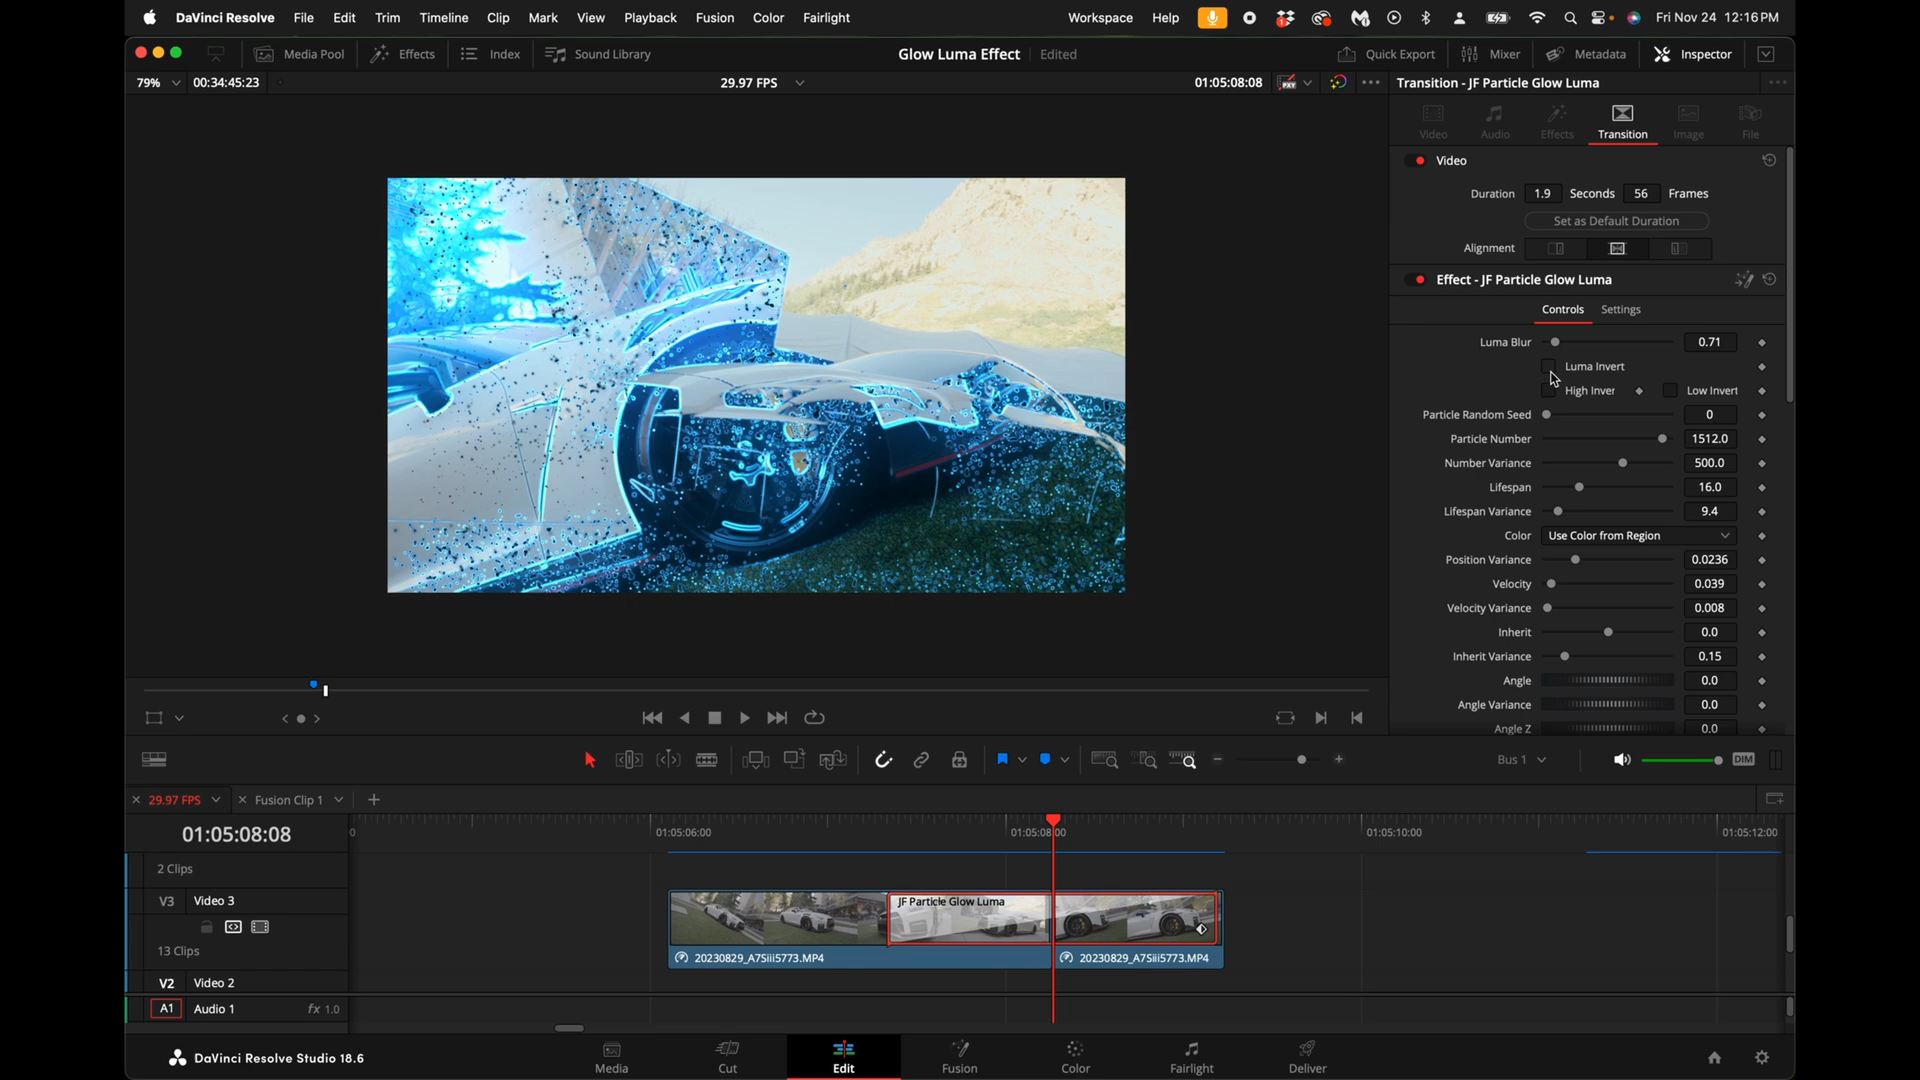 DaVinci Resolve File Edit Trim Timeline Clip Mark View Playback Fusion Color Fairlight Workspace Help Fri Nov 24 12:16 PM
Media Pool Effects Index Sound Library Glow Luma Effect Edited Quick Export Mixer Metadata Inspector
79% 00:34:45:23 29.97 FPS 01:05:08:08 Transition - JF Particle Glow Luma
Video Audio Effects Transition Image File
Video
Duration 1.9 Seconds 56 Frames
Set as Default Duration
Alignment
Effect - JF Particle Glow Luma
Controls Settings
Luma Blur 0.71
Luma Invert
High Inver Low Invert
Particle Random Seed 0
Particle Number 1512.0
Number Variance 500.0
Lifespan 16.0
Lifespan Variance 9.4
Color Use Color from Region
Position Variance 0.0236
Velocity 0.039
Velocity Variance 0.008
Inherit 0.0
Inherit Variance 0.15
Angle 0.0
Angle Variance 0.0
Angle Z 0.0
Bus 1 DIM
29.97 FPS Fusion Clip 1
01:05:08:08 0 01:05:06:00 01:05:08:00 01:05:10:00 01:05:12:00
2 Clips
V3 Video 3
JF Particle Glow Luma
13 Clips
20230829_A7Siii5773.MP4 20230829_A7Siii5773.MP4
V2 Video 2
A1 Audio 1 fx 1.0
DaVinci Resolve Studio 18.6
Media Cut Edit Fusion Color Fairlight Deliver